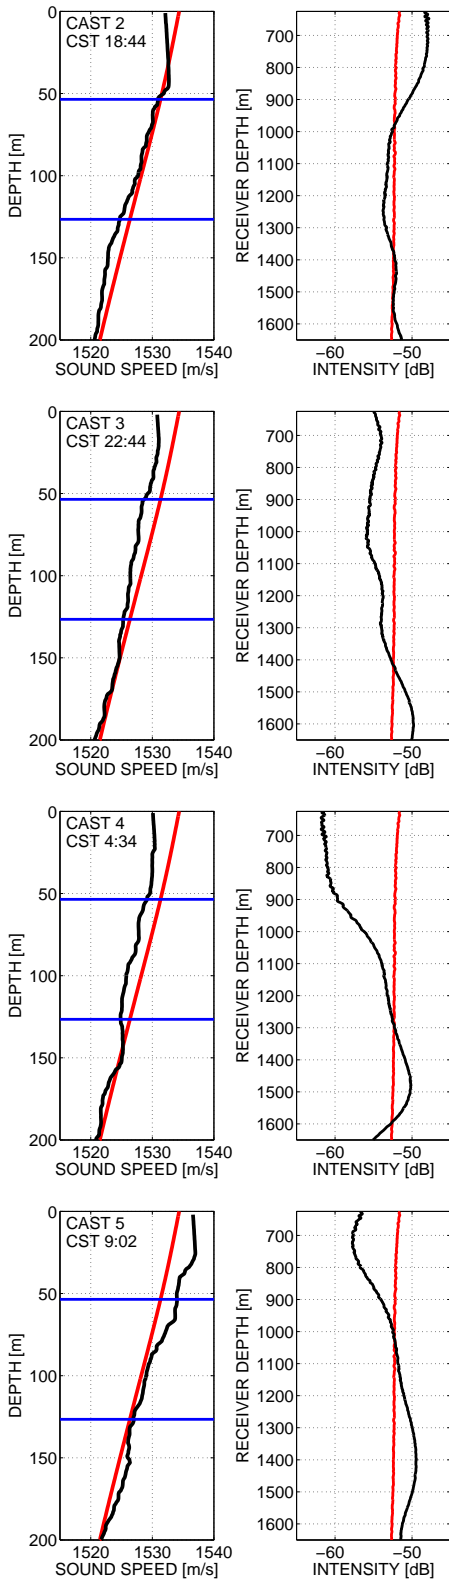 CAST 2
CST 18:44
0
50
100
150
200
DEPTH [m]
1520 1530 1540
SOUND SPEED [m/s]
700
800
900
1000
1100
1200
1300
1400
1500
1600
RECEIVER DEPTH [m]
−60 −50
INTENSITY [dB]
CAST 3
CST 22:44
0
50
100
150
200
DEPTH [m]
1520 1530 1540
SOUND SPEED [m/s]
700
800
900
1000
1100
1200
1300
1400
1500
1600
RECEIVER DEPTH [m]
−60 −50
INTENSITY [dB]
CAST 4
CST 4:34
0
50
100
150
200
DEPTH [m]
1520 1530 1540
SOUND SPEED [m/s]
700
800
900
1000
1100
1200
1300
1400
1500
1600
RECEIVER DEPTH [m]
−60 −50
INTENSITY [dB]
CAST 5
CST 9:02
0
50
100
150
200
DEPTH [m]
1520 1530 1540
SOUND SPEED [m/s]
700
800
900
1000
1100
1200
1300
1400
1500
1600
RECEIVER DEPTH [m]
−60 −50
INTENSITY [dB]